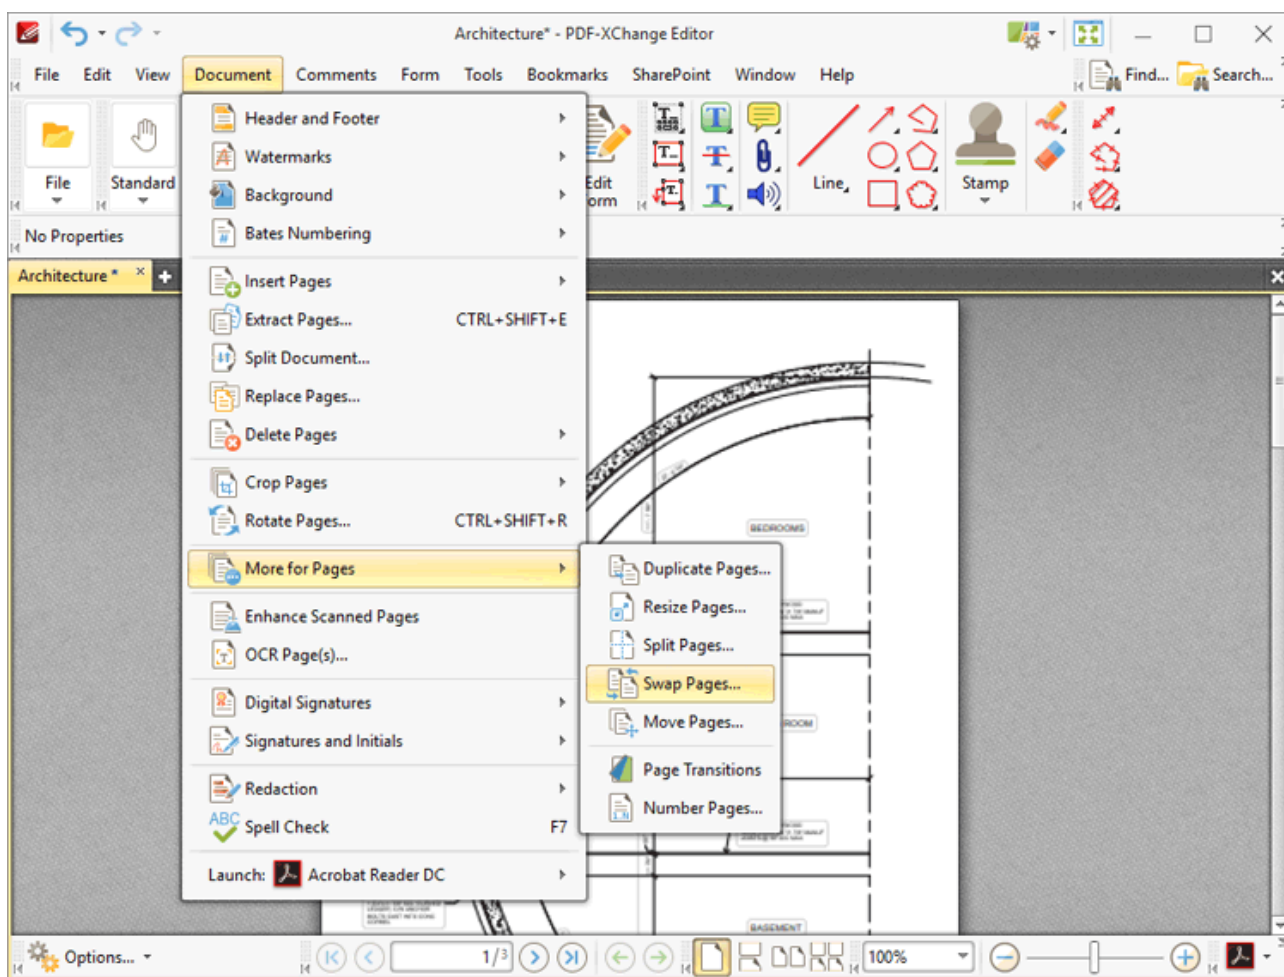 Architecture* - PDF-XChange Editor
File Edit View Document Comments Form Tools Bookmarks SharePoint Window Help Find... Search...
File Standard Edit Form Line Stamp
No Properties
Architecture *
Header and Footer
Watermarks
Background
Bates Numbering
Insert Pages
Extract Pages... CTRL+SHIFT+E
Split Document...
Replace Pages...
Delete Pages
Crop Pages
Rotate Pages... CTRL+SHIFT+R
More for Pages
Enhance Scanned Pages
OCR Page(s)...
Digital Signatures
Signatures and Initials
Redaction
Spell Check F7
Launch: Acrobat Reader DC
BEDROOMS
Duplicate Pages...
Resize Pages...
Split Pages...
Swap Pages...
Move Pages...
Page Transitions
Number Pages...
ROOM
BASEMENT
Options... 1/3 100%